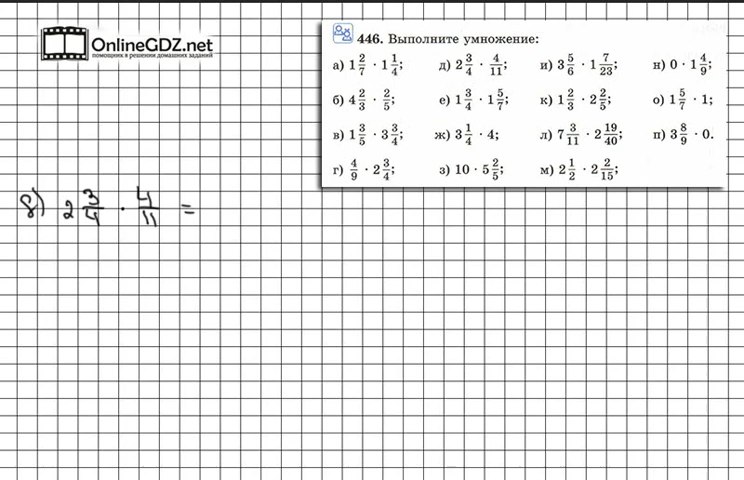 OnlineGDZ.net
помощник в решении домашних заданий
446. Выполните умножение:
а) 1 2/7 · 1 1/4; д) 2 3/4 · 4/11; и) 3 5/6 · 1 7/23; н) 0 · 1 4/9;
б) 4 2/3 · 2/5; е) 1 3/4 · 1 5/7; к) 1 2/3 · 2 2/5; о) 1 5/7 · 1;
в) 1 3/5 · 3 3/4; ж) 3 1/4 · 4; л) 7 3/11 · 2 19/40; п) 3 8/9 · 0.
г) 4/9 · 2 3/4; з) 10 · 5 2/5; м) 2 1/2 · 2 2/15;
д) 2 3/4 · 4/11 =